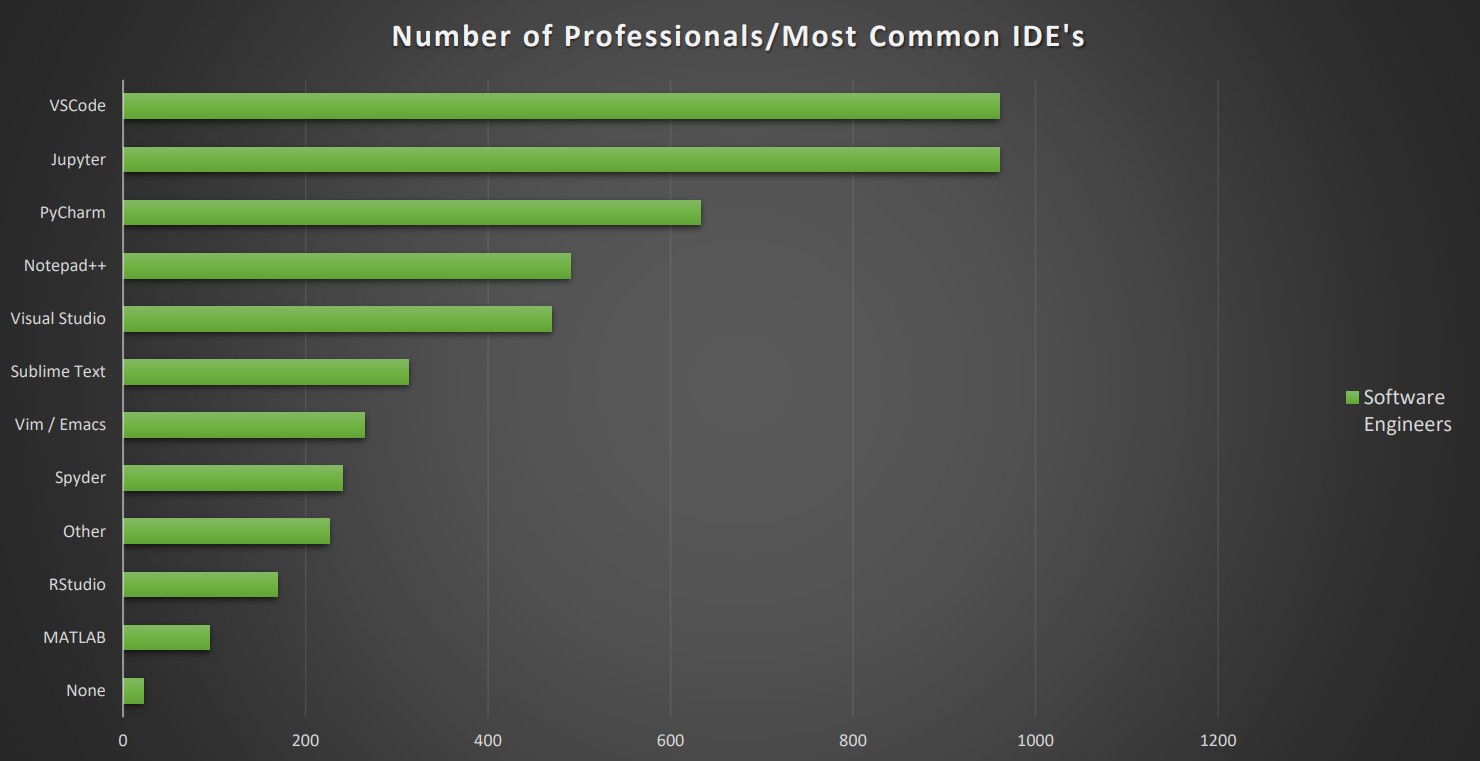 Number of Professionals/Most Common IDE's
VSCode
Jupyter
PyCharm
Notepad++
Visual Studio
Sublime Text
Vim / Emacs
Spyder
Other
RStudio
MATLAB
None
0 200 400 600 800 1000 1200
Software
Engineers